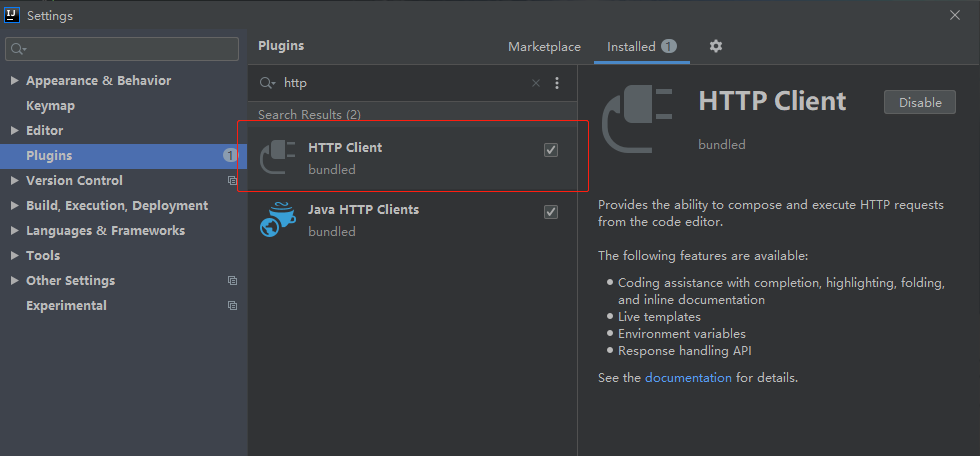 IJ
Settings
Plugins
Marketplace
Installed 1
Appearance & Behavior
Keymap
Editor
Plugins 1
Version Control
Build, Execution, Deployment
Languages & Frameworks
Tools
Other Settings
Experimental
http
Search Results (2)
HTTP Client
bundled
Java HTTP Clients
bundled
HTTP Client
Disable
bundled
Provides the ability to compose and execute HTTP requests
from the code editor.
The following features are available:
Coding assistance with completion, highlighting, folding,
and inline documentation
Live templates
Environment variables
Response handling API
See the documentation for details.